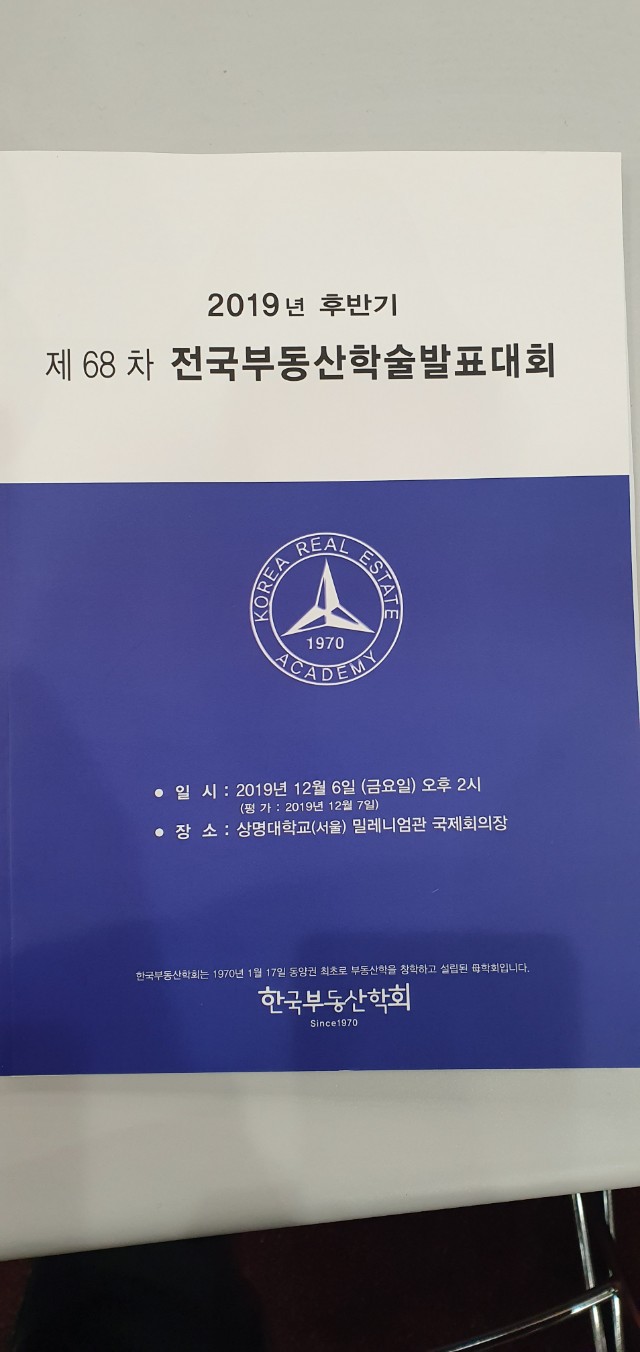 2019년 후반기
제 68 차 전국부동산학술발표대회
KOREA REAL ESTATE
1970
ACADEMY
● 일 시 : 2019년 12월 6일 (금요일) 오후 2시
(평 가 : 2019년 12월 7일)
● 장 소 : 상명대학교(서울) 밀레니엄관 국제회의장
한국부동산학회는 1970년 1월 17일 동양권 최초로 부동산학을 창학하고 설립된 母학회입니다.
한국부동산학회
Since1970